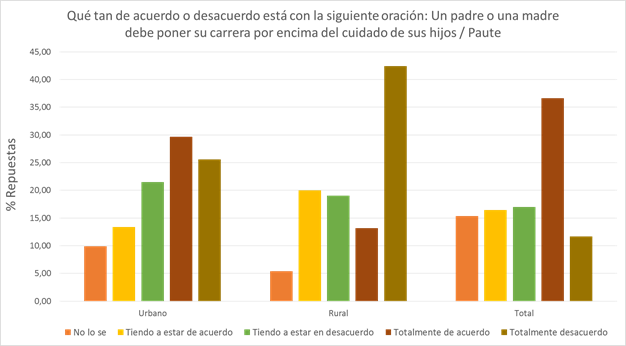 Qué tan de acuerdo o desacuerdo está con la siguiente oración: Un padre o una madre
debe poner su carrera por encima del cuidado de sus hijos / Paute
% Repuestas
45,00
40,00
35,00
30,00
25,00
20,00
15,00
10,00
5,00
0,00
Urbano Rural Total
No lo se Tiendo a estar de acuerdo Tiendo a estar en desacuerdo Totalmente de acuerdo Totalmente desacuerdo